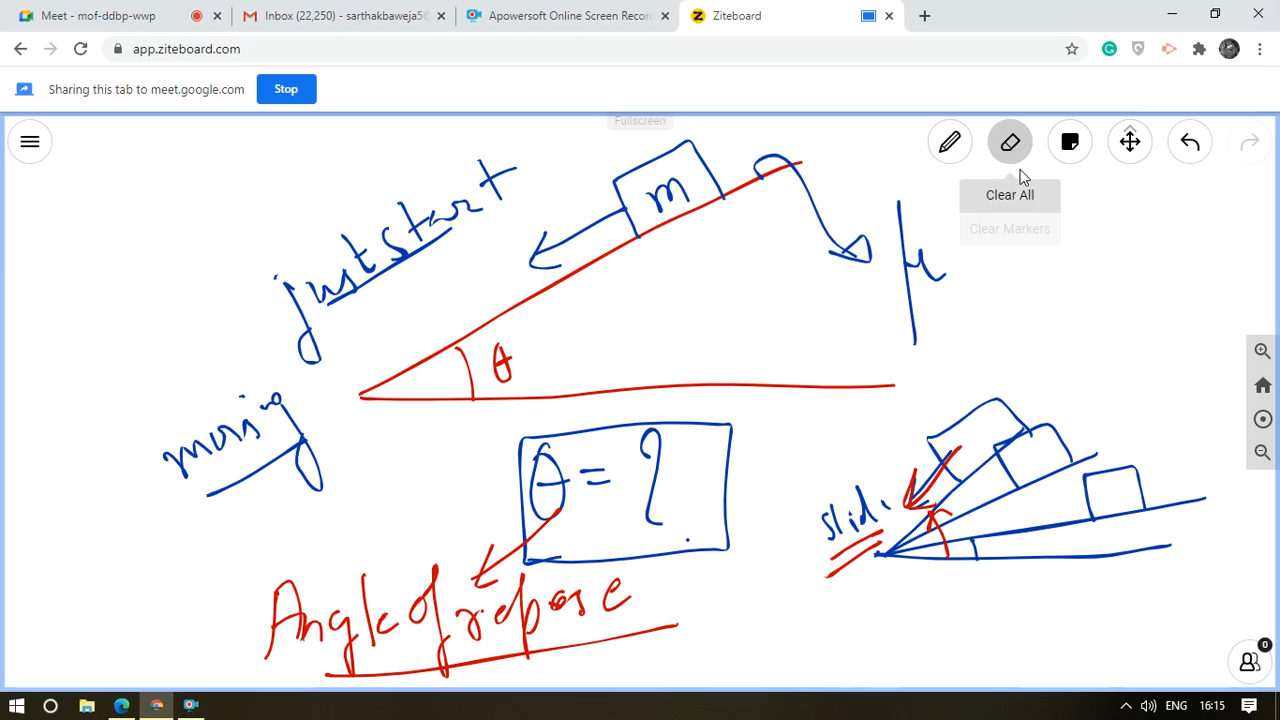 Meet - mof-ddbp-wwp
Inbox (22,250) - sarthakbaweja5
Apowersoft Online Screen Recor
Ziteboard
app.ziteboard.com
Sharing this tab to meet.google.com
Stop
Fullscreen
Clear All
Clear Markers
just start
m
μ
θ
moving
θ = ?
slide
Angle of repose
0
ENG
16:15